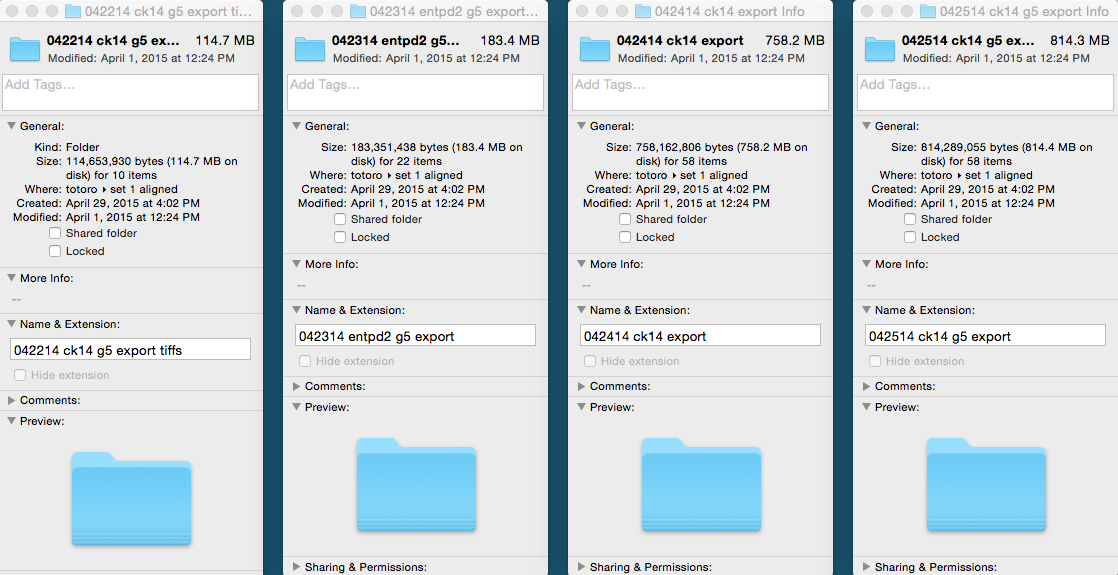 042214 ck14 g5 export ti...
042214 ck14 g5 ex... 114.7 MB
Modified: April 1, 2015 at 12:24 PM
Add Tags...
General:
Kind: Folder
Size: 114,653,930 bytes (114.7 MB on
disk) for 10 items
Where: totoro ▸ set 1 aligned
Created: April 29, 2015 at 4:02 PM
Modified: April 1, 2015 at 12:24 PM
Shared folder
Locked
More Info:
--
Name & Extension:
042214 ck14 g5 export tiffs
Hide extension
Comments:
Preview:
042314 entpd2 g5 export...
042314 entpd2 g5... 183.4 MB
Modified: April 1, 2015 at 12:24 PM
Add Tags...
General:
Size: 183,351,438 bytes (183.4 MB on
disk) for 22 items
Where: totoro ▸ set 1 aligned
Created: April 29, 2015 at 4:02 PM
Modified: April 1, 2015 at 12:24 PM
Shared folder
Locked
More Info:
--
Name & Extension:
042314 entpd2 g5 export
Hide extension
Comments:
Preview:
Sharing & Permissions:
042414 ck14 export Info
042414 ck14 export 758.2 MB
Modified: April 1, 2015 at 12:24 PM
Add Tags...
General:
Size: 758,162,806 bytes (758.2 MB on
disk) for 58 items
Where: totoro ▸ set 1 aligned
Created: April 29, 2015 at 4:02 PM
Modified: April 1, 2015 at 12:24 PM
Shared folder
Locked
More Info:
--
Name & Extension:
042414 ck14 export
Hide extension
Comments:
Preview:
Sharing & Permissions:
042514 ck14 g5 export Info
042514 ck14 g5 ex... 814.3 MB
Modified: April 1, 2015 at 12:24 PM
Add Tags...
General:
Size: 814,289,055 bytes (814.4 MB on
disk) for 58 items
Where: totoro ▸ set 1 aligned
Created: April 29, 2015 at 4:02 PM
Modified: April 1, 2015 at 12:24 PM
Shared folder
Locked
More Info:
--
Name & Extension:
042514 ck14 g5 export
Hide extension
Comments:
Preview:
Sharing & Permissions: